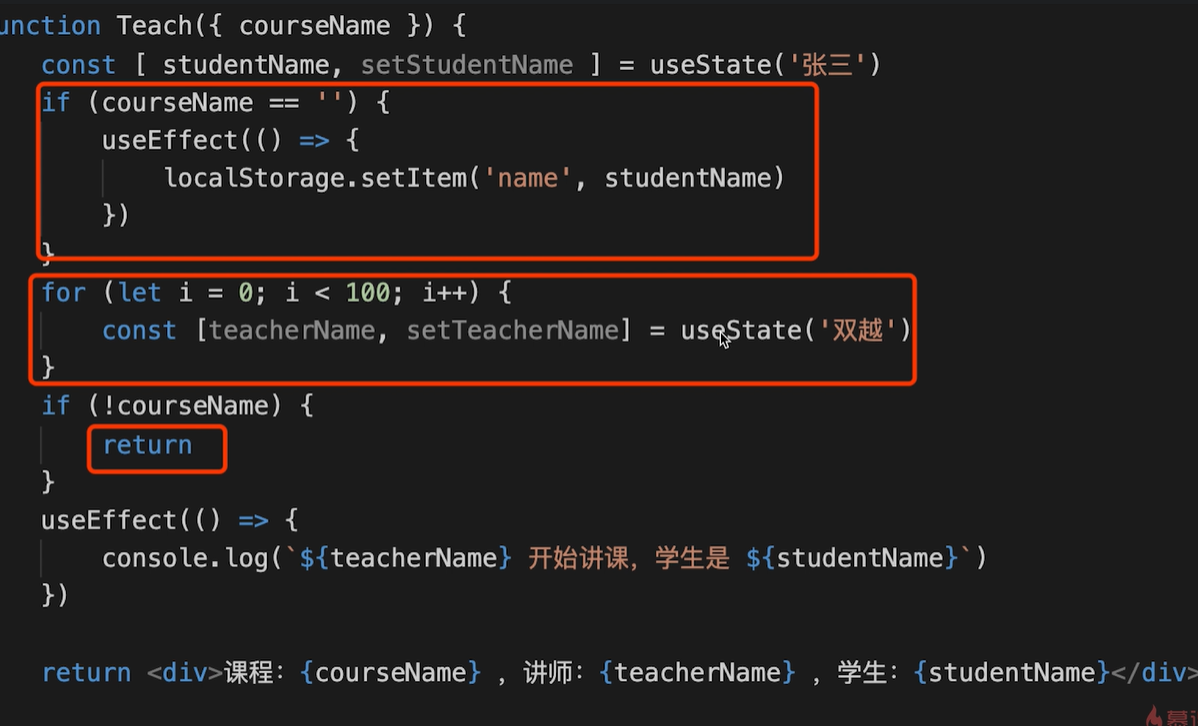 unction Teach({ courseName }) {
const [ studentName, setStudentName ] = useState('张三')
if (courseName == '') {
useEffect(() => {
localStorage.setItem('name', studentName)
})
}
for (let i = 0; i < 100; i++) {
const [teacherName, setTeacherName] = useState('双越')
}
if (!courseName) {
return
}
useEffect(() => {
console.log(`${teacherName} 开始讲课，学生是 ${studentName}`)
})
return <div>课程：{courseName} , 讲师：{teacherName} , 学生：{studentName}</div>